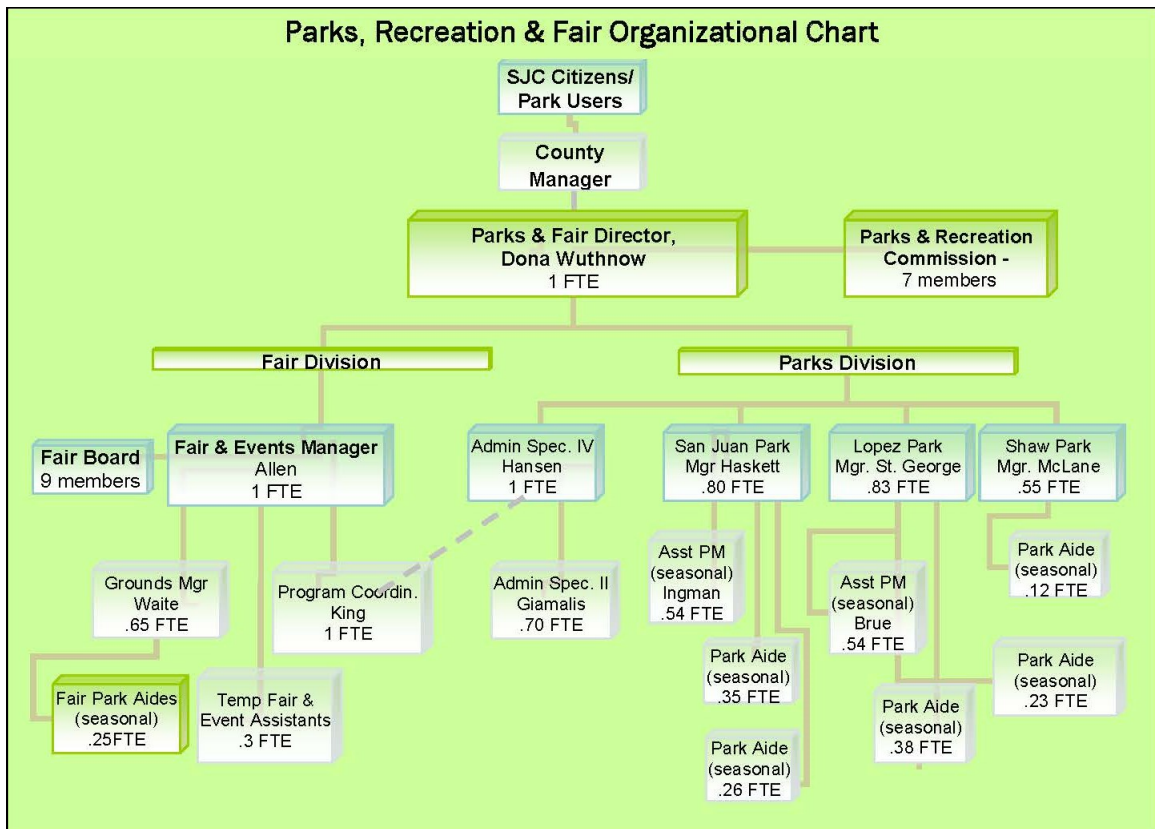 Parks, Recreation & Fair Organizational Chart
SJC Citizens/
Park Users
County
Manager
Parks & Fair Director,
Dona Wuthnow
1 FTE
Parks & Recreation
Commission -
7 members
Fair Division
Parks Division
Fair Board
9 members
Fair & Events Manager
Allen
1 FTE
Admin Spec. IV
Hansen
1 FTE
San Juan Park
Mgr Haskett
.80 FTE
Lopez Park
Mgr. St. George
.83 FTE
Shaw Park
Mgr. McLane
.55 FTE
Grounds Mgr
Waite
.65 FTE
Program Coordin.
King
1 FTE
Admin Spec. II
Giamalis
.70 FTE
Asst PM
(seasonal)
Ingman
.54 FTE
Asst PM
(seasonal)
Brue
.54 FTE
Park Aide
(seasonal)
.12 FTE
Fair Park Aides
(seasonal)
.25FTE
Temp Fair &
Event Assistants
.3 FTE
Park Aide
(seasonal)
.35 FTE
Park Aide
(seasonal)
.38 FTE
Park Aide
(seasonal)
.23 FTE
Park Aide
(seasonal)
.26 FTE